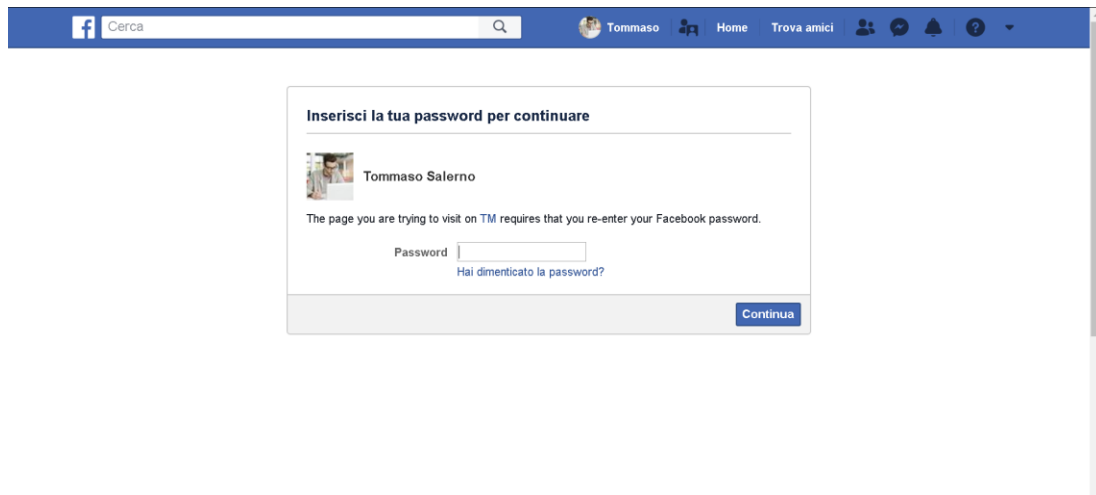 Cerca
Tommaso Home Trova amici
Inserisci la tua password per continuare
Tommaso Salerno
The page you are trying to visit on TM requires that you re-enter your Facebook password.
Password
Hai dimenticato la password?
Continua